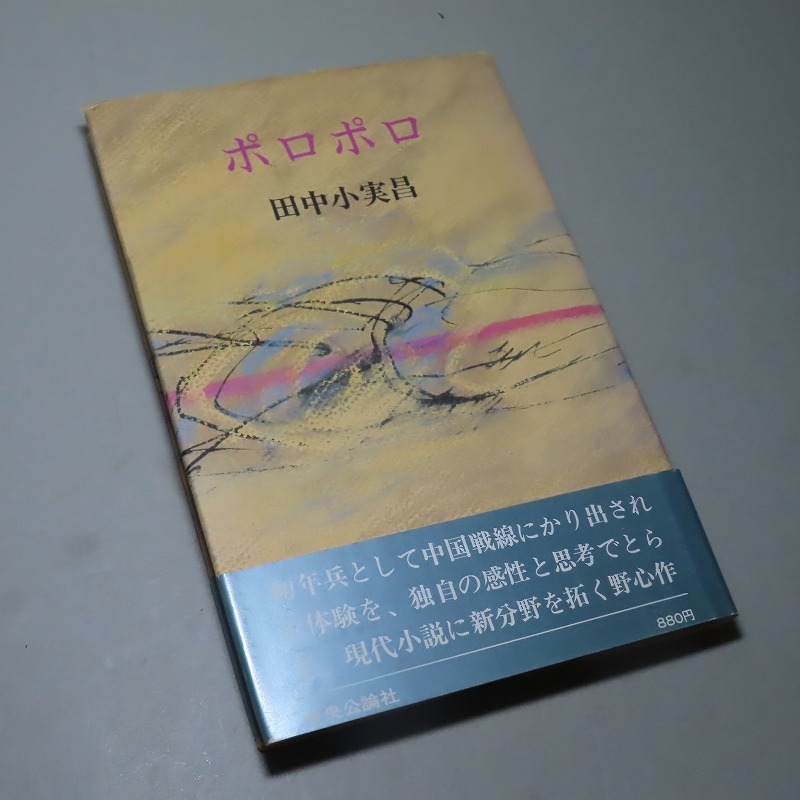 ポロポロ
田中小実昌
年兵として中国戦線にかり出され
体験を、独自の感性と思考でとら
現代小説に新分野を拓く野心作
880円
央公論社